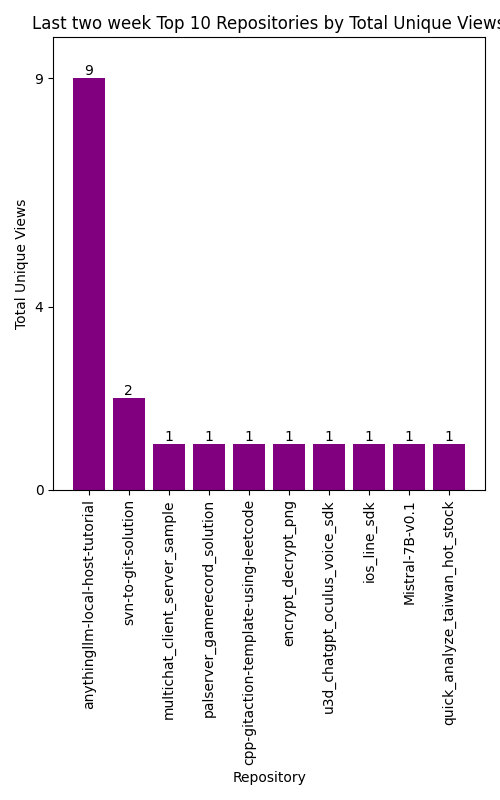 Last two week Top 10 Repositories by Total Unique Views
9
4
0
Total Unique Views
9
2
1
1
1
1
1
1
1
1
anythingllm-local-host-tutorial
svn-to-git-solution
multichat_client_server_sample
palserver_gamerecord_solution
cpp-gitaction-template-using-leetcode
encrypt_decrypt_png
u3d_chatgpt_oculus_voice_sdk
ios_line_sdk
Mistral-7B-v0.1
quick_analyze_taiwan_hot_stock
Repository